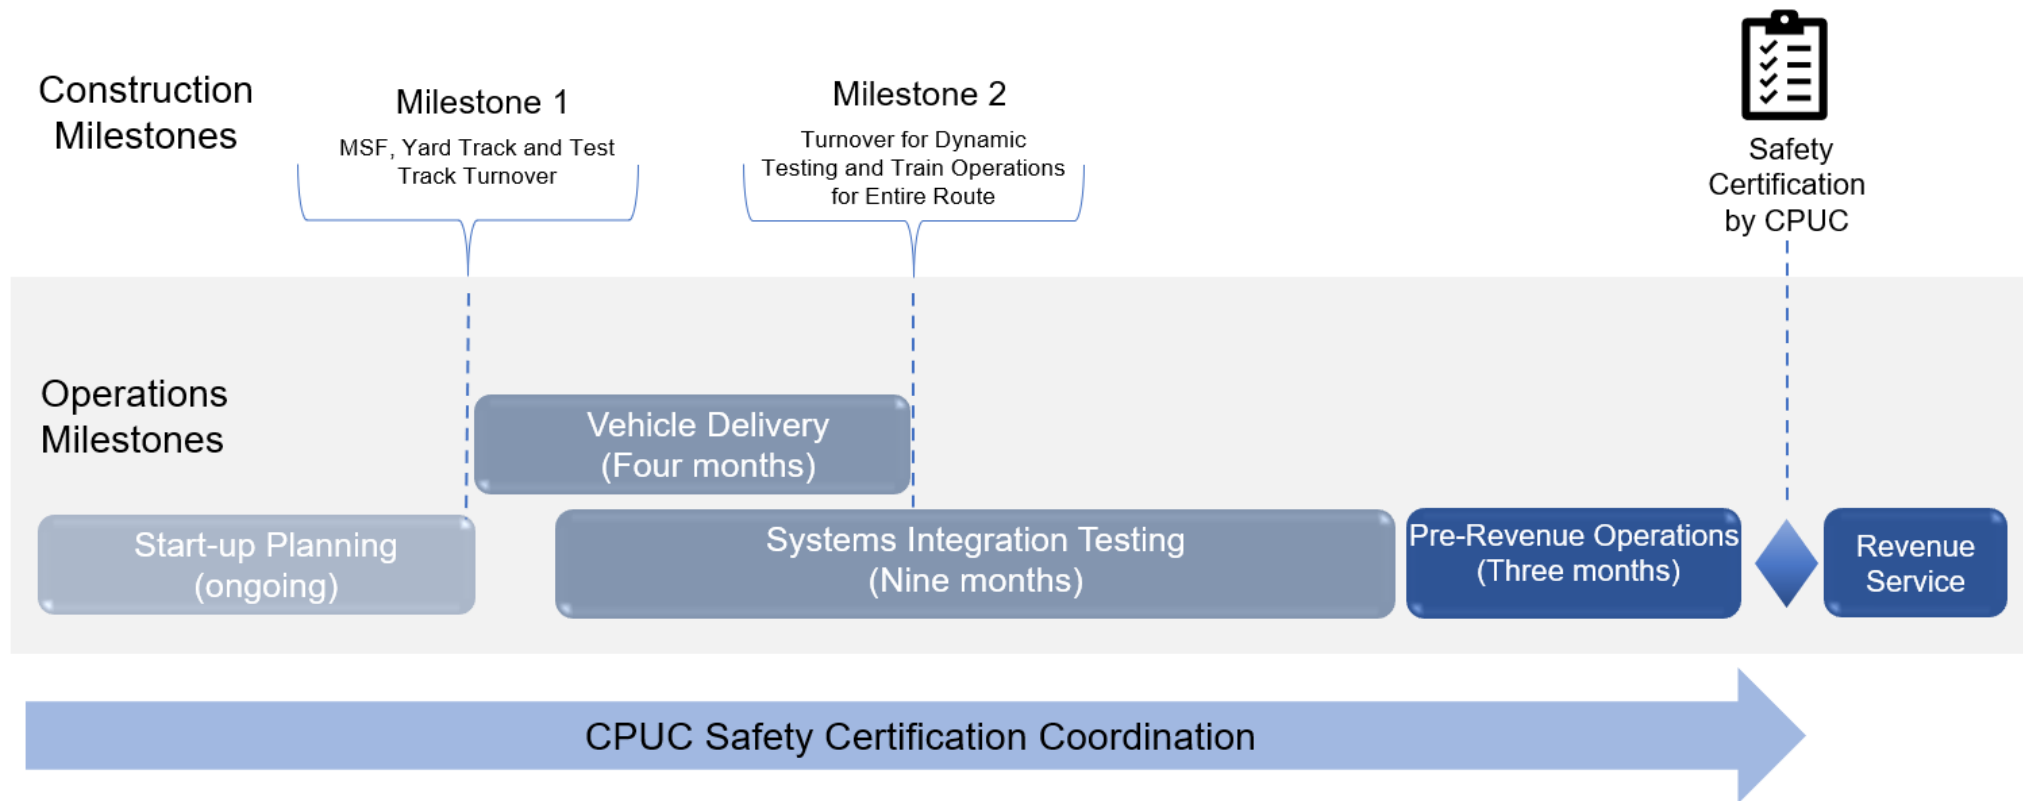 Construction
Milestones
Milestone 1
MSF, Yard Track and Test
Track Turnover
Milestone 2
Turnover for Dynamic
Testing and Train Operations
for Entire Route
Safety
Certification
by CPUC
Operations
Milestones
Vehicle Delivery
(Four months)
Start-up Planning
(ongoing)
Systems Integration Testing
(Nine months)
Pre-Revenue Operations
(Three months)
Revenue
Service
CPUC Safety Certification Coordination